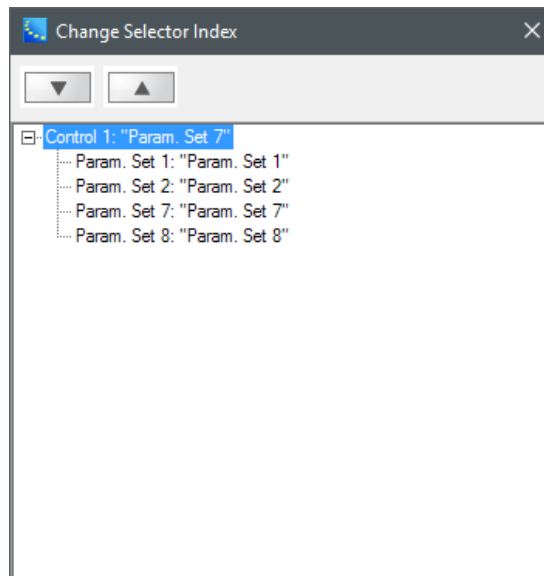 Change Selector Index
Control 1: "Param. Set 7"
Param. Set 1: "Param. Set 1"
Param. Set 2: "Param. Set 2"
Param. Set 7: "Param. Set 7"
Param. Set 8: "Param. Set 8"